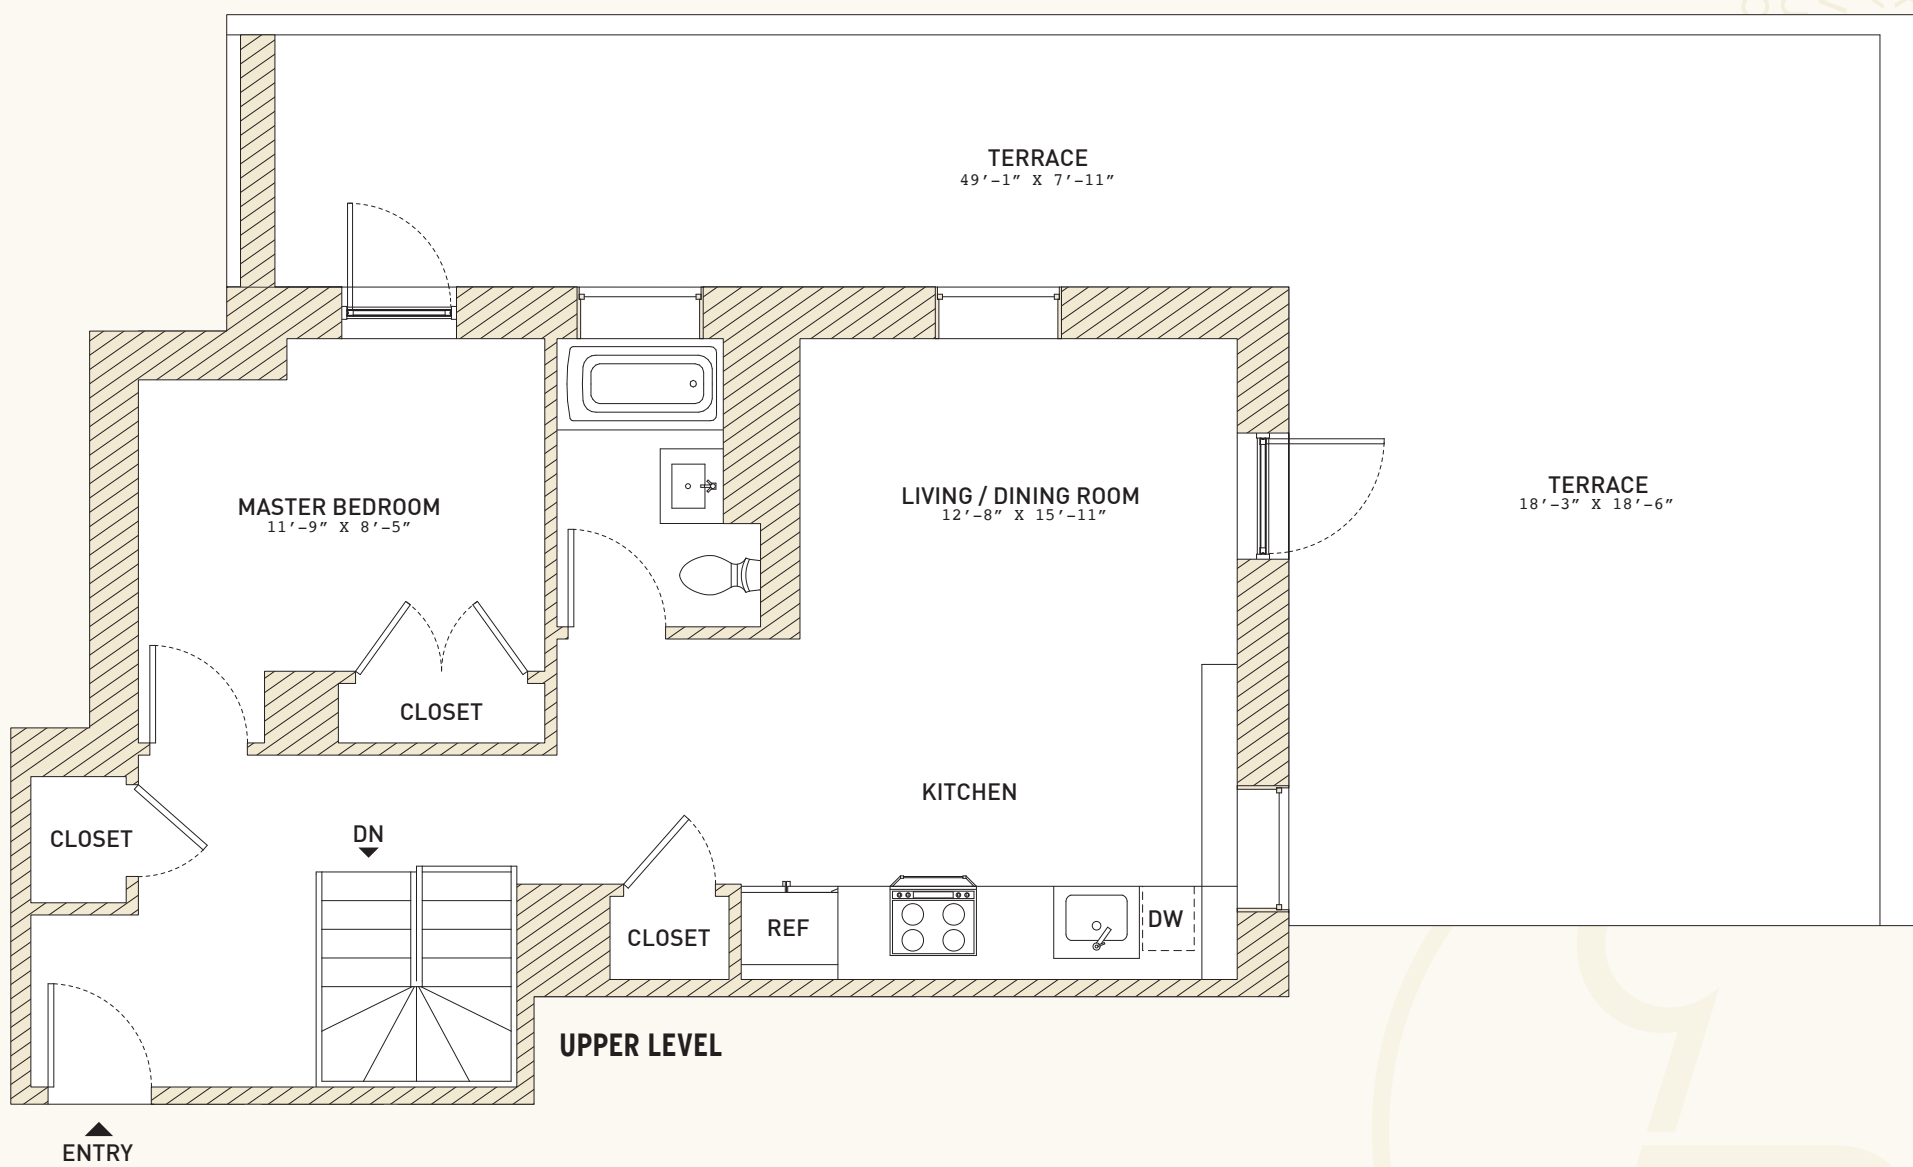 TERRACE
49′–1″ X 7′–11″
MASTER BEDROOM
11′–9″ X 8′–5″
LIVING / DINING ROOM
12′–8″ X 15′–11″
TERRACE
18′–3″ X 18′–6″
CLOSET
KITCHEN
CLOSET
DN
CLOSET
REF
DW
UPPER LEVEL
ENTRY